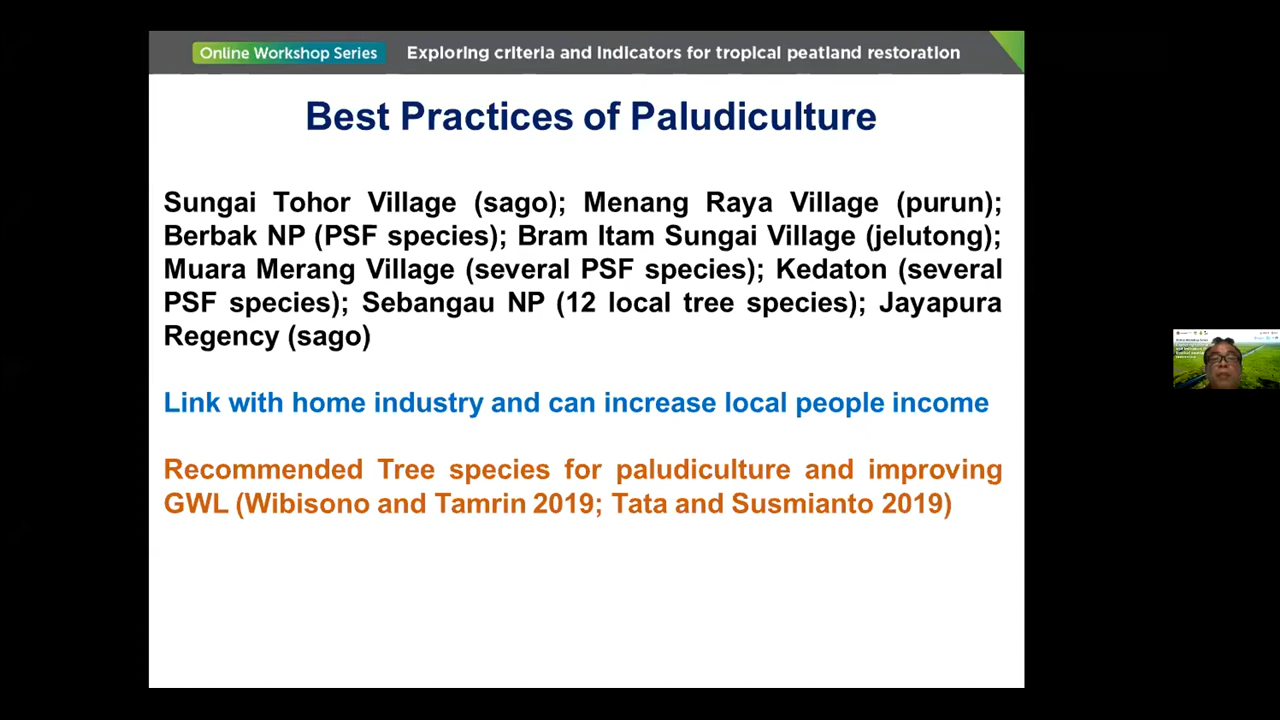 Online Workshop Series Exploring criteria and indicators for tropical peatland restoration
Best Practices of Paludiculture
Sungai Tohor Village (sago); Menang Raya Village (purun);
Berbak NP (PSF species); Bram Itam Sungai Village (jelutong);
Muara Merang Village (several PSF species); Kedaton (several
PSF species); Sebangau NP (12 local tree species); Jayapura
Regency (sago)
Link with home industry and can increase local people income
Recommended Tree species for paludiculture and improving
GWL (Wibisono and Tamrin 2019; Tata and Susmianto 2019)